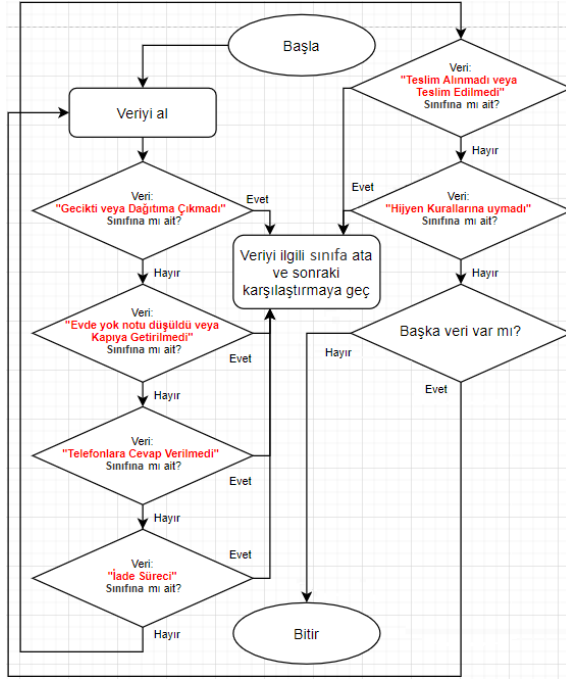 Başla
Veriyi al
Veri:
"Gecikti veya Dağıtıma Çıkmadı"
Sınıfına mı ait?
Evet
Hayır
Veri:
"Evde yok notu düşüldü veya
Kapıya Getirilmedi"
Sınıfına mı ait?
Evet
Hayır
Veri:
"Telefonlara Cevap Verilmedi"
Sınıfına mı ait?
Evet
Hayır
Veri:
"İade Süreci"
Sınıfına mı ait?
Evet
Hayır
Veriyi ilgili sınıfa ata
ve sonraki
karşılaştırmaya geç
Veri:
"Teslim Alınmadı veya
Teslim Edilmedi"
Sınıfına mı ait?
Evet
Hayır
Veri:
"Hijyen Kurallarına uymadı"
Sınıfına mı ait?
Hayır
Başka veri var mı?
Hayır
Evet
Bitir